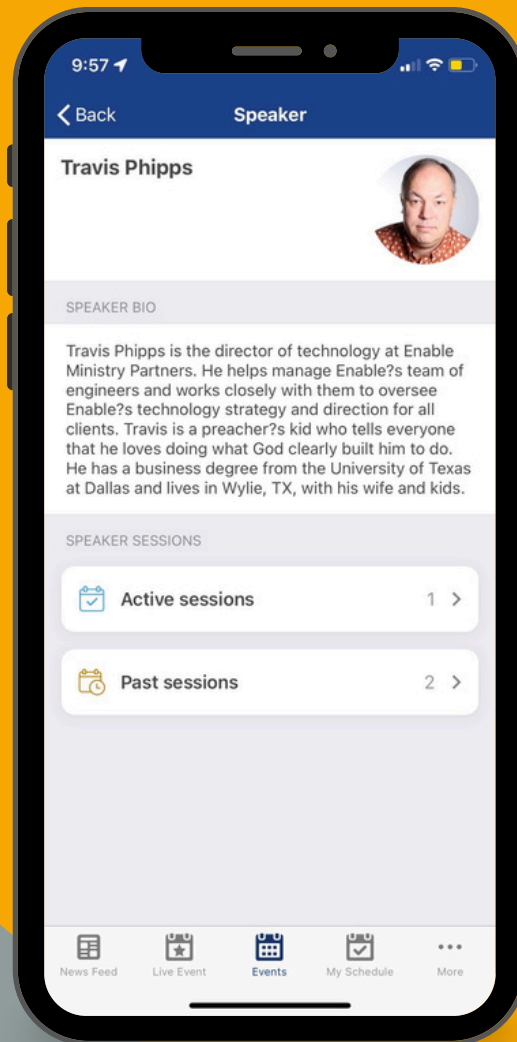 9:57
Back
Speaker
Travis Phipps
SPEAKER BIO
Travis Phipps is the director of technology at Enable
Ministry Partners. He helps manage Enable?s team of
engineers and works closely with them to oversee
Enable?s technology strategy and direction for all
clients. Travis is a preacher?s kid who tells everyone
that he loves doing what God clearly built him to do.
He has a business degree from the University of Texas
at Dallas and lives in Wylie, TX, with his wife and kids.
SPEAKER SESSIONS
Active sessions 1
Past sessions 2
News Feed
Live Event
Events
My Schedule
More